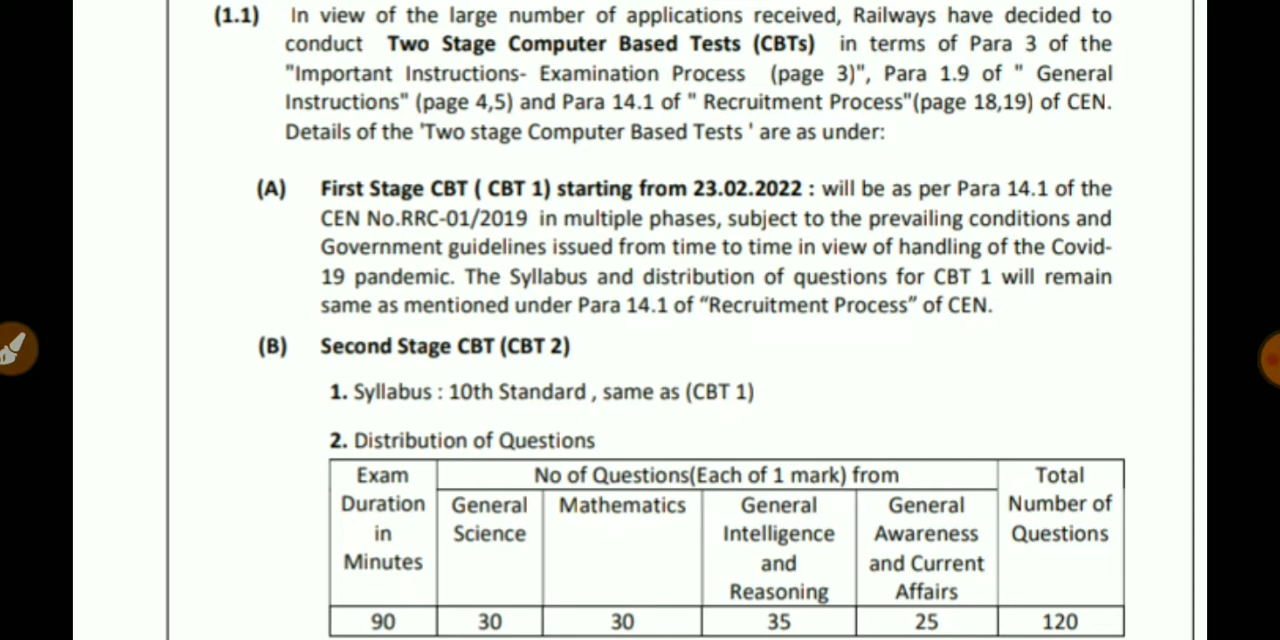 (1.1) In view of the large number of applications received, Railways have decided to
conduct Two Stage Computer Based Tests (CBTs) in terms of Para 3 of the
"Important Instructions- Examination Process (page 3)", Para 1.9 of " General
Instructions" (page 4,5) and Para 14.1 of " Recruitment Process"(page 18,19) of CEN.
Details of the 'Two stage Computer Based Tests ' are as under:
(A) First Stage CBT ( CBT 1) starting from 23.02.2022 : will be as per Para 14.1 of the
CEN No.RRC-01/2019 in multiple phases, subject to the prevailing conditions and
Government guidelines issued from time to time in view of handling of the Covid-
19 pandemic. The Syllabus and distribution of questions for CBT 1 will remain
same as mentioned under Para 14.1 of “Recruitment Process” of CEN.
(B) Second Stage CBT (CBT 2)
1. Syllabus : 10th Standard , same as (CBT 1)
2. Distribution of Questions
Exam No of Questions(Each of 1 mark) from Total
Duration General Mathematics General General Number of
in Science Intelligence Awareness Questions
Minutes and and Current
Reasoning Affairs
90 30 30 35 25 120